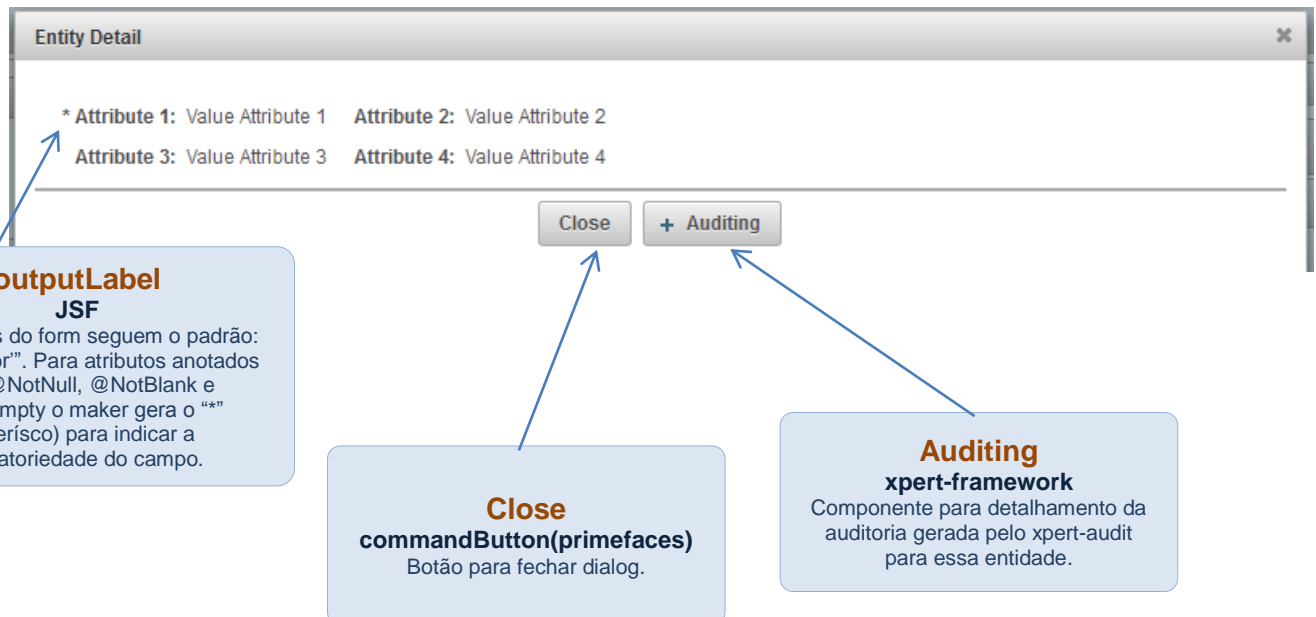 Entity Detail
* Attribute 1: Value Attribute 1 Attribute 2: Value Attribute 2
Attribute 3: Value Attribute 3 Attribute 4: Value Attribute 4
Close + Auditing
outputLabel
JSF
do form seguem o padrão:
Para atributos anotados
@NotNull, @NotBlank e
o maker gera o “*”
para indicar a
do campo.
Close
commandButton(primefaces)
Botão para fechar dialog.
Auditing
xpert-framework
Componente para detalhamento da
auditoria gerada pelo xpert-audit
para essa entidade.